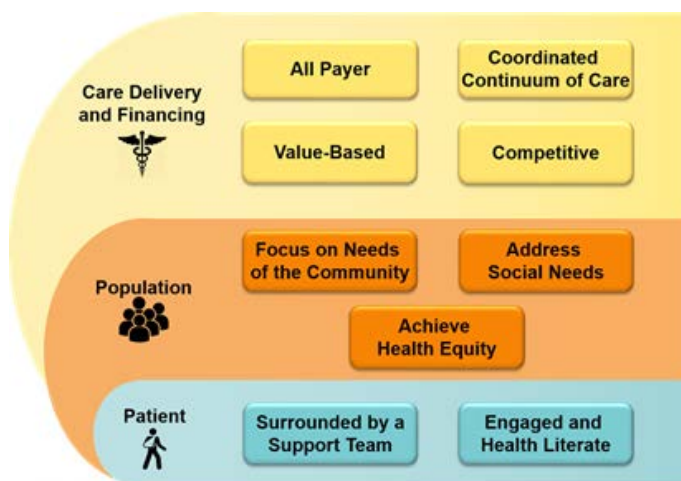 Care Delivery
and Financing
All Payer
Coordinated
Continuum of Care
Value-Based
Competitive
Population
Focus on Needs
of the Community
Address
Social Needs
Achieve
Health Equity
Patient
Surrounded by a
Support Team
Engaged and
Health Literate